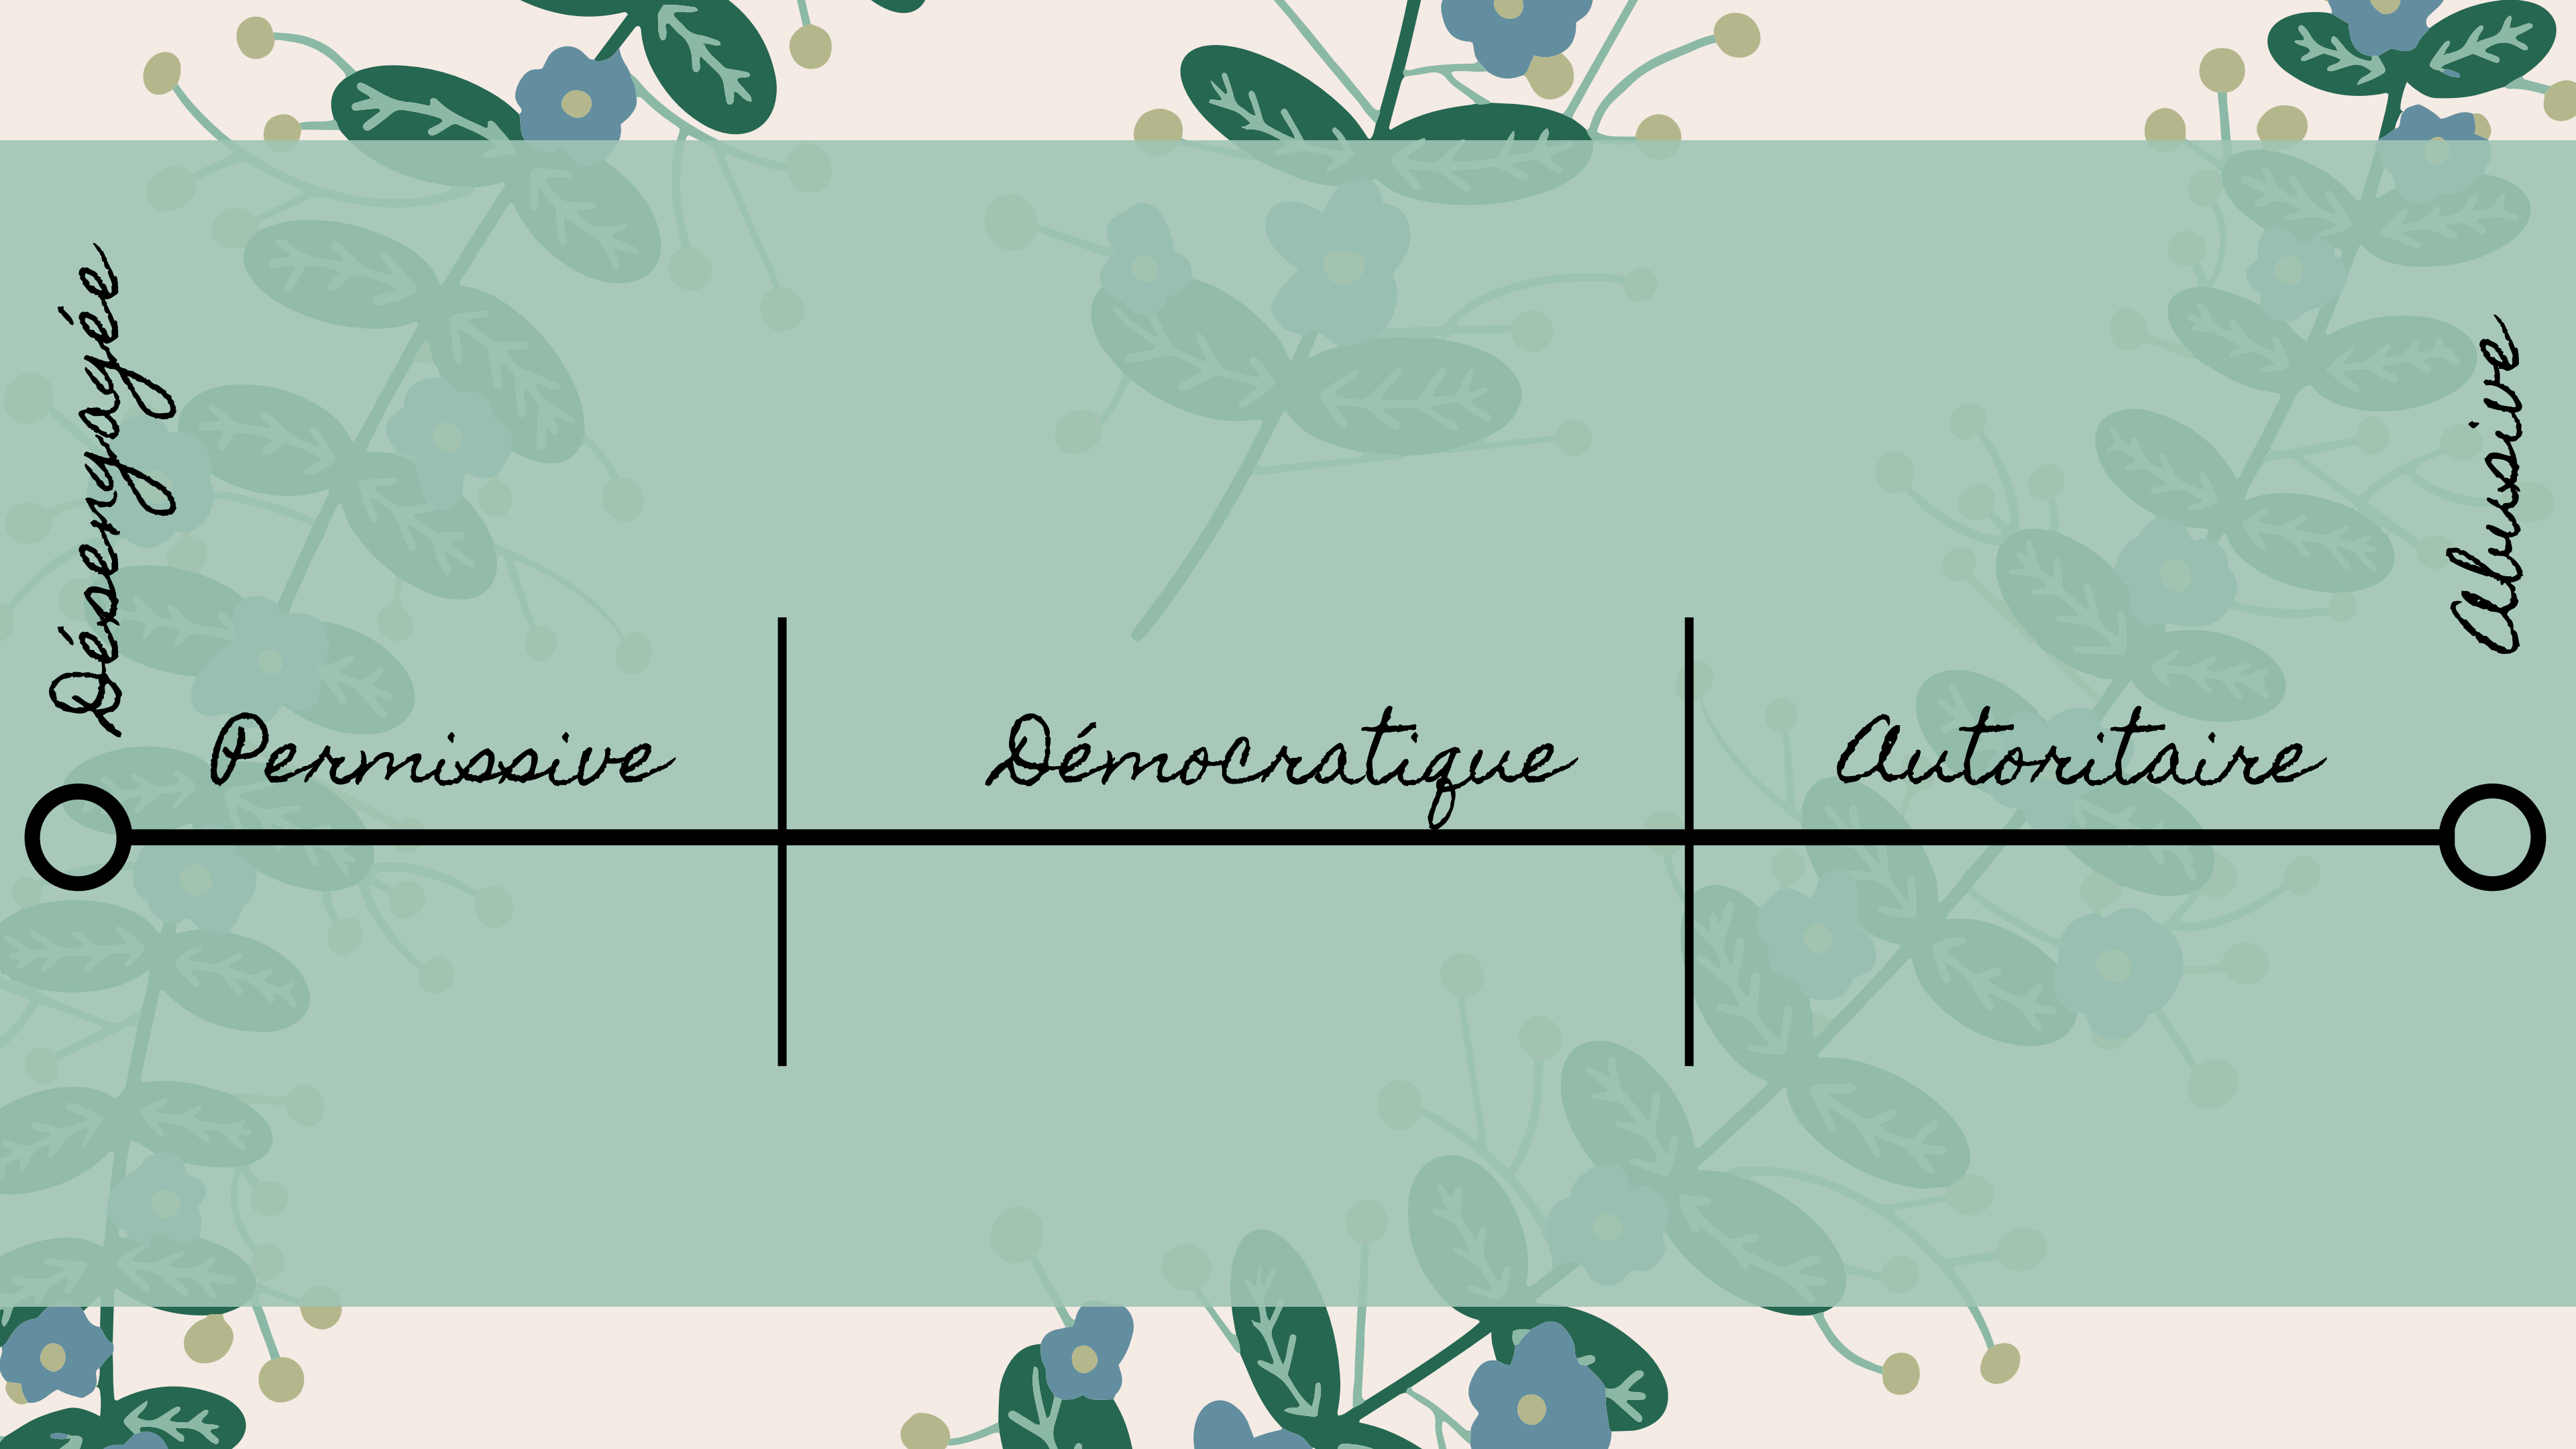 Désengagée
Permissive
Démocratique
Autoritaire
Abusive